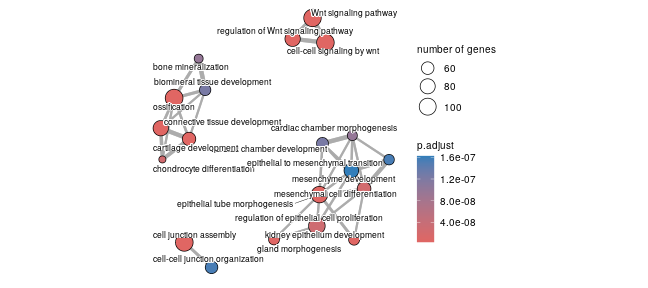 Wnt signaling pathway
regulation of Wnt signaling pathway
cell-cell signaling by wnt
bone mineralization
biomineral tissue development
ossification
connective tissue development
cardiac chamber morphogenesis
cartilage development
chamber development
epithelial to mesenchymal transition
chondrocyte differentiation
mesenchyme development
mesenchymal cell differentiation
epithelial tube morphogenesis
regulation of epithelial cell proliferation
cell junction assembly
kidney epithelium development
gland morphogenesis
cell-cell junction organization
number of genes
60
80
100
p.adjust
1.6e-07
1.2e-07
8.0e-08
4.0e-08